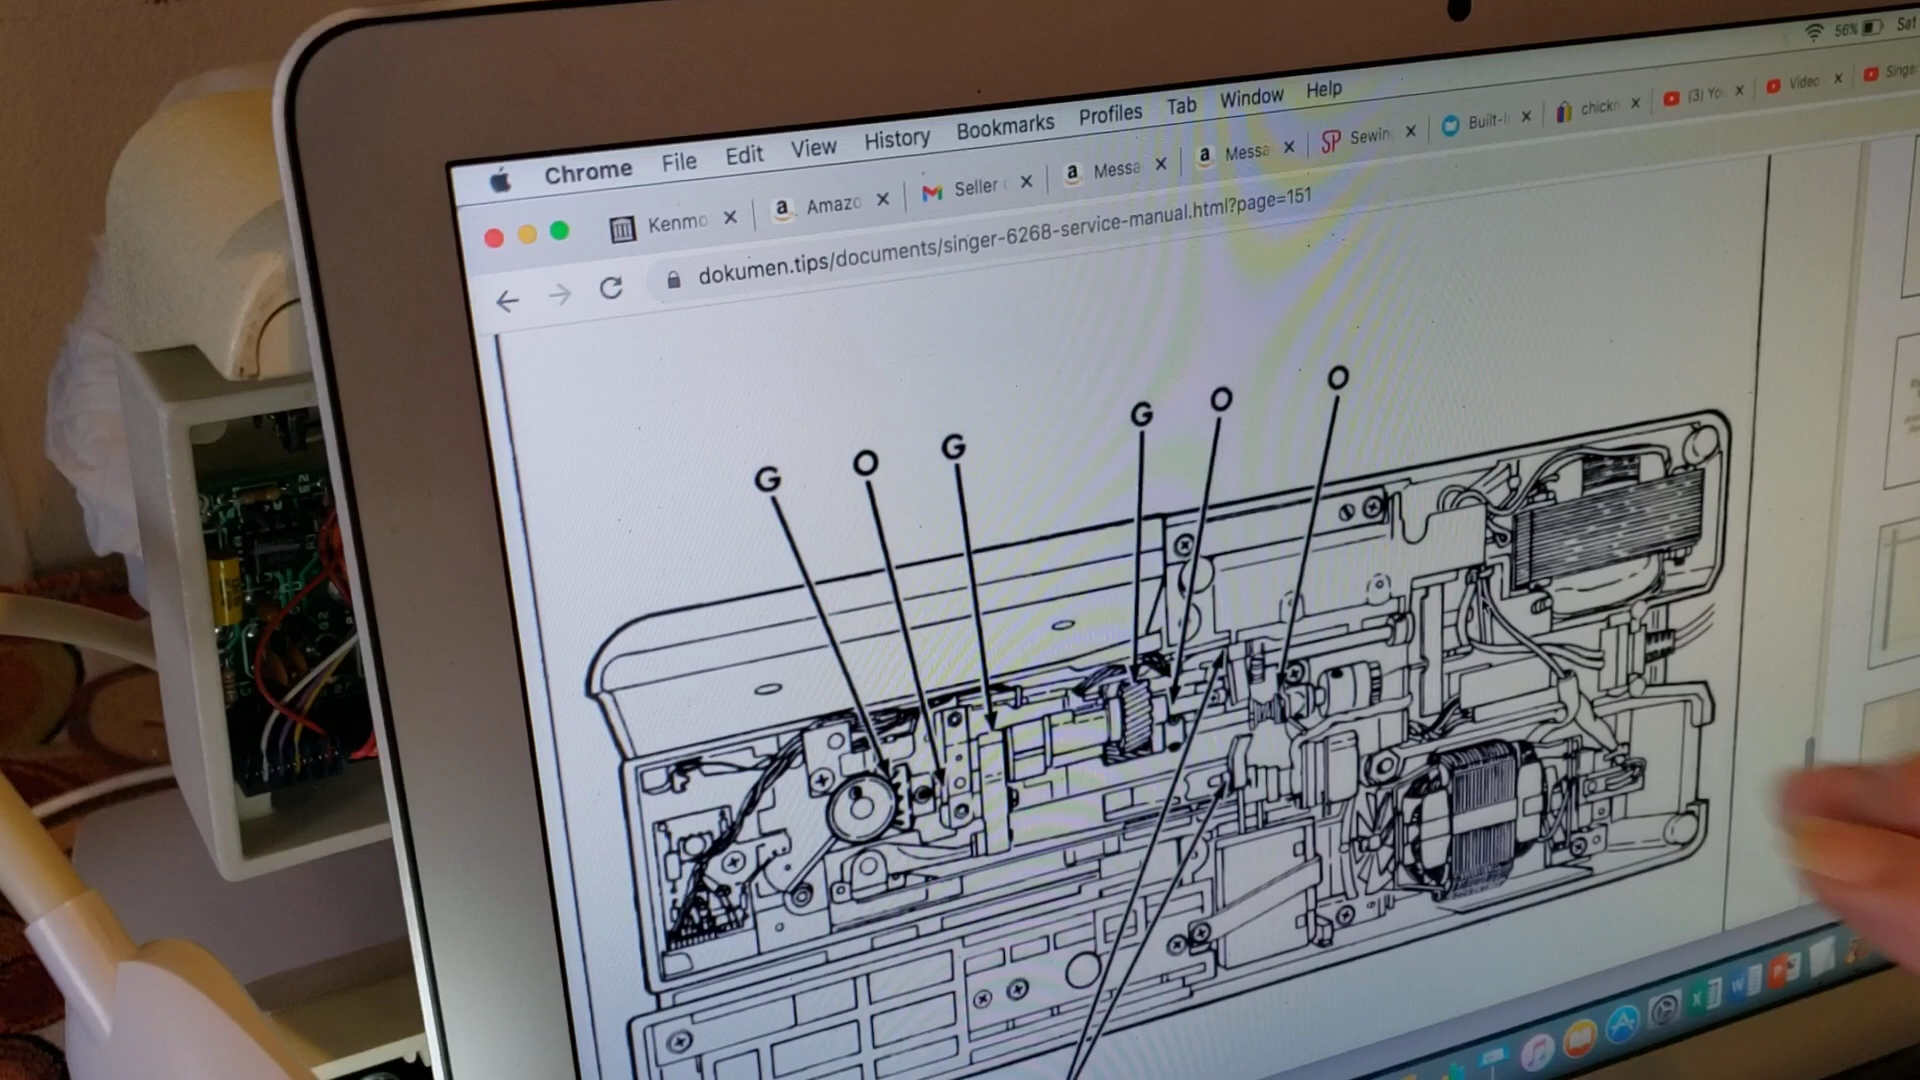 56% Sat
Chrome File Edit View History Bookmarks Profiles Tab Window Help
Kenmo Amazo Seller Messa Messa Sewin Built-I chickn (3) Yo Video Singe
dokumen.tips/documents/singer-6268-service-manual.html?page=151
G O G G O O